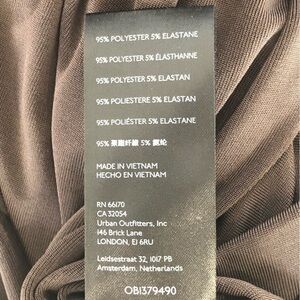 95% POLYESTER 5% ELASTANE
95% POLYESTER 5% ÉLASTHANNE
95% POLYESTER 5% ELASTAN
95% POLIESTERE 5% ELASTAN
95% POLIÉSTER 5% ELASTANE
95% 聚酯纤维 5% 氨纶
MADE IN VIETNAM
HECHO EN VIETNAM
RN 66170
CA 32054
Urban Outfitters, Inc
146 Brick Lane
LONDON, E1 6RU
Leidsestraat 32, 1017 PB
Amsterdam, Netherlands
OB1379490